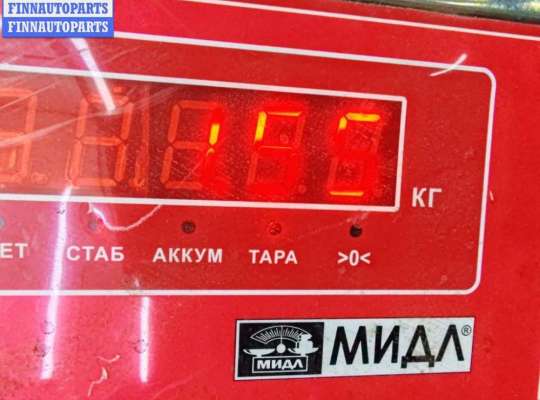 FINNAUTOPARTS
FINNAUTOPARTS
КГ
ЕТ СТАБ АККУМ ТАРА >0<
МИДЛ МИДЛ®